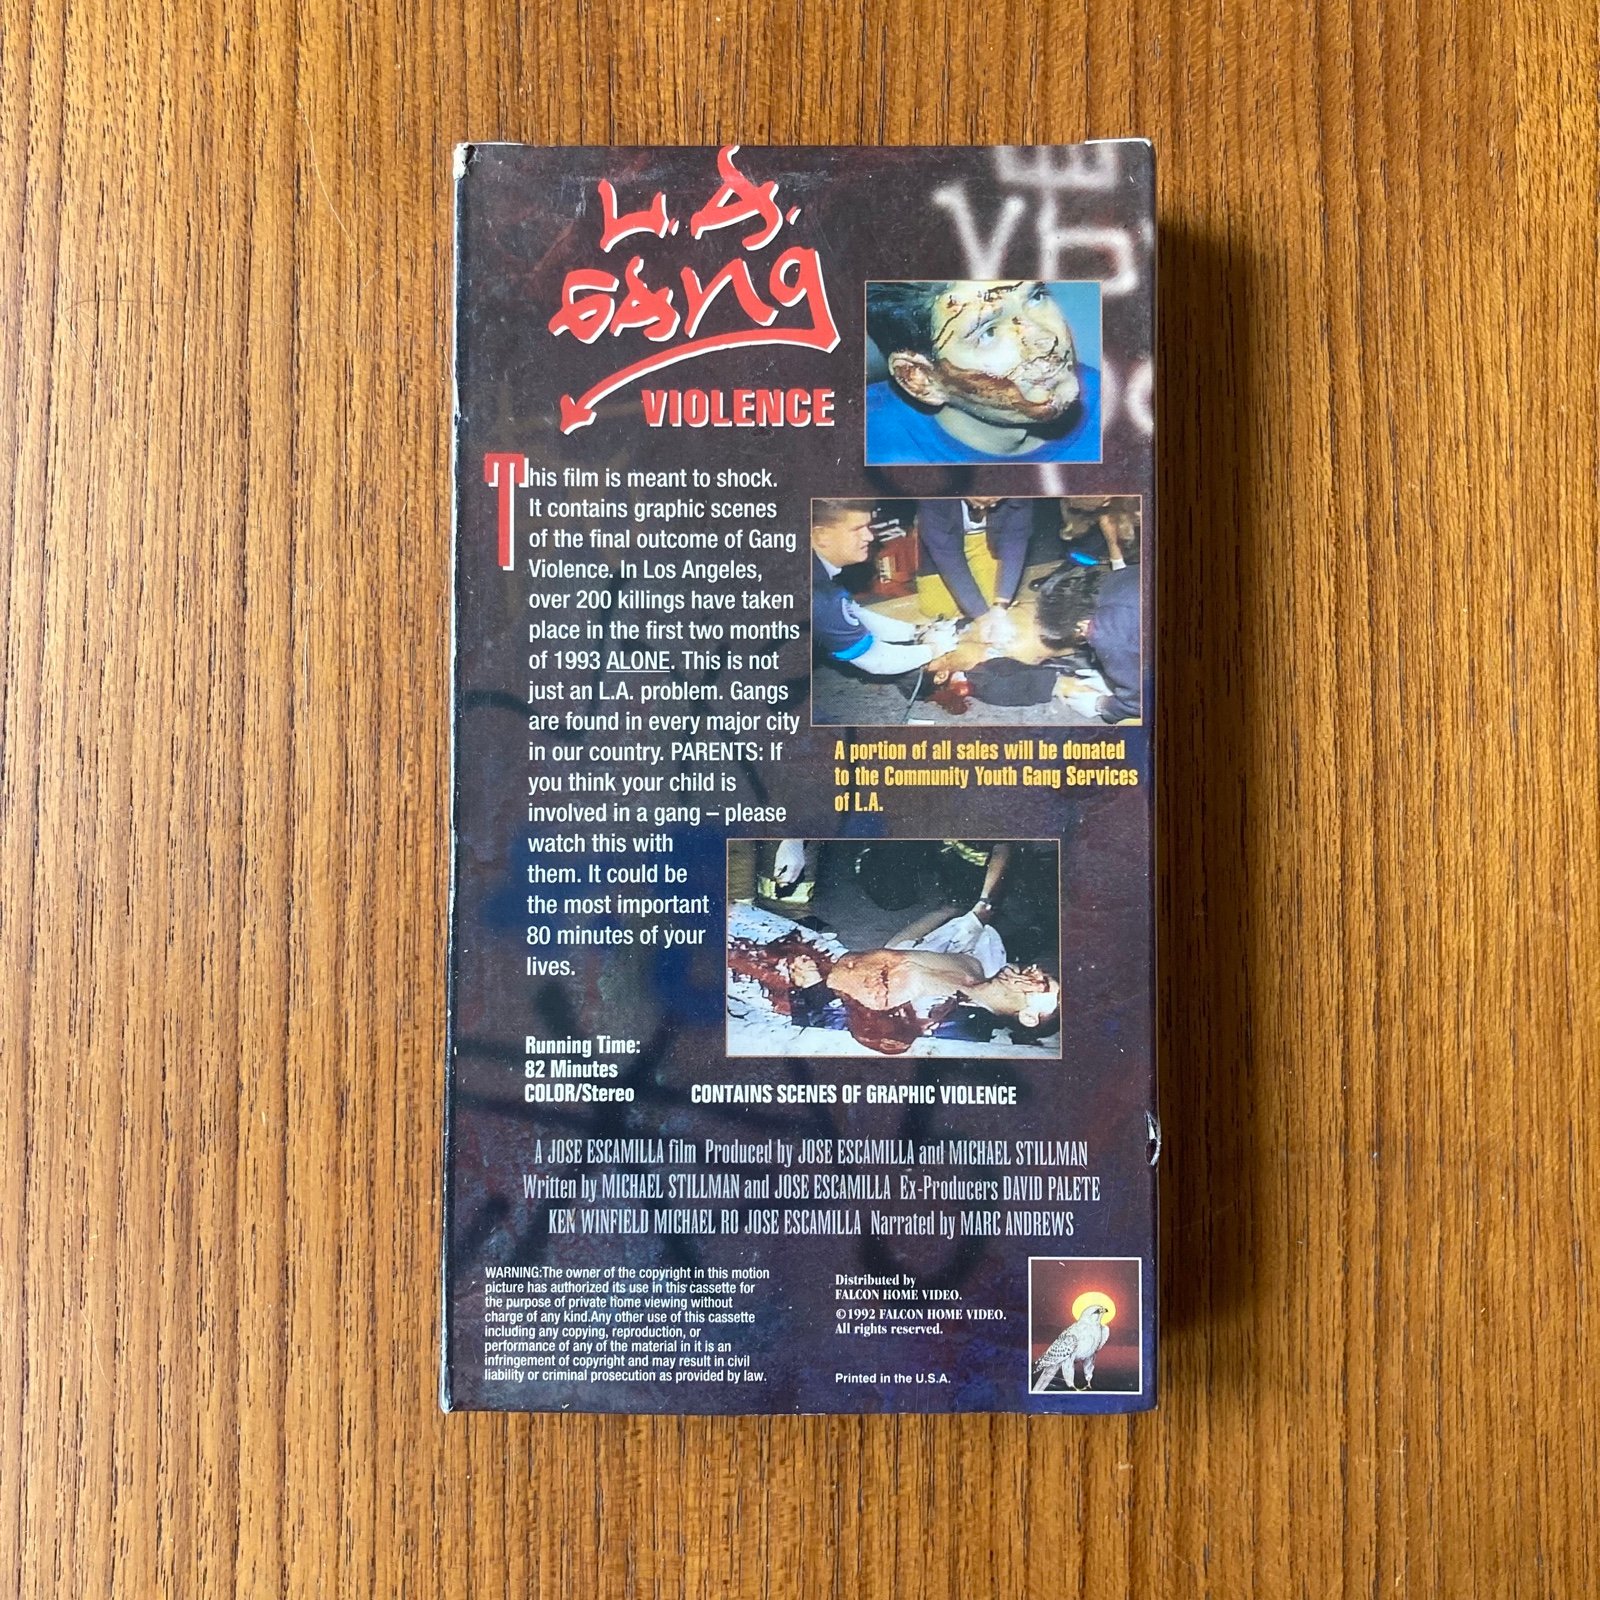 L.A.
Gang
VIOLENCE
This film is meant to shock.
It contains graphic scenes
of the final outcome of Gang
Violence. In Los Angeles,
over 200 killings have taken
place in the first two months
of 1993 ALONE. This is not
just an L.A. problem. Gangs
are found in every major city
in our country. PARENTS: If
you think your child is
involved in a gang – please
watch this with
them. It could be
the most important
80 minutes of your
lives.
A portion of all sales will be donated
to the Community Youth Gang Services
of L.A.
Running Time:
82 Minutes
COLOR/Stereo
CONTAINS SCENES OF GRAPHIC VIOLENCE
A JOSE ESCAMILLA film Produced by JOSE ESCAMILLA and MICHAEL STILLMAN
Written by MICHAEL STILLMAN and JOSE ESCAMILLA Ex-Producers DAVID PALETE
KEN WINFIELD MICHAEL RO JOSE ESCAMILLA Narrated by MARC ANDREWS
WARNING:The owner of the copyright in this motion
picture has authorized its use in this cassette for
the purpose of private home viewing without
charge of any kind.Any other use of this cassette
including any copying, reproduction, or
performance of any of the material in it is an
infringement of copyright and may result in civil
liability or criminal prosecution as provided by law.
Distributed by
FALCON HOME VIDEO.
©1992 FALCON HOME VIDEO.
All rights reserved.
Printed in the U.S.A.